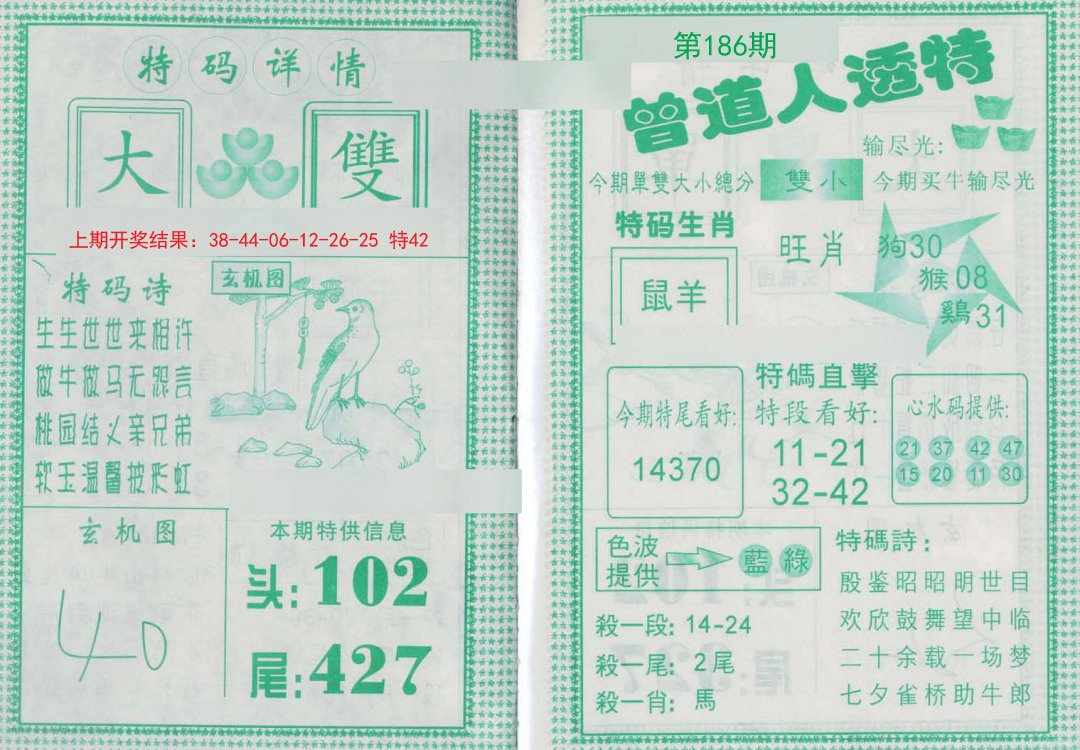 特码详情
大
雙
上期开奖结果：38-44-06-12-26-25 特42
特码诗
生生世世来相许
做牛做马无怨言
桃园结义亲兄弟
软玉温馨披彩虹
玄机图
玄机图
40
本期特供信息
头:102
尾:427
第186期
曾道人透特
输尽光:
今期單雙大小總分 雙小 今期买牛输尽光
特码生肖
鼠羊
旺肖
狗30
猴08
鷄31
今期特尾看好:
14370
特碼直擊
特段看好:
11-21
32-42
心水码提供:
21 37 42 47
15 20 11 30
色波
提供
藍 綠
殺一段: 14-24
殺一尾: 2尾
殺一肖: 馬
特碼詩:
殷鉴昭昭明世目
欢欣鼓舞望中临
二十余载一场梦
七夕雀桥助牛郎